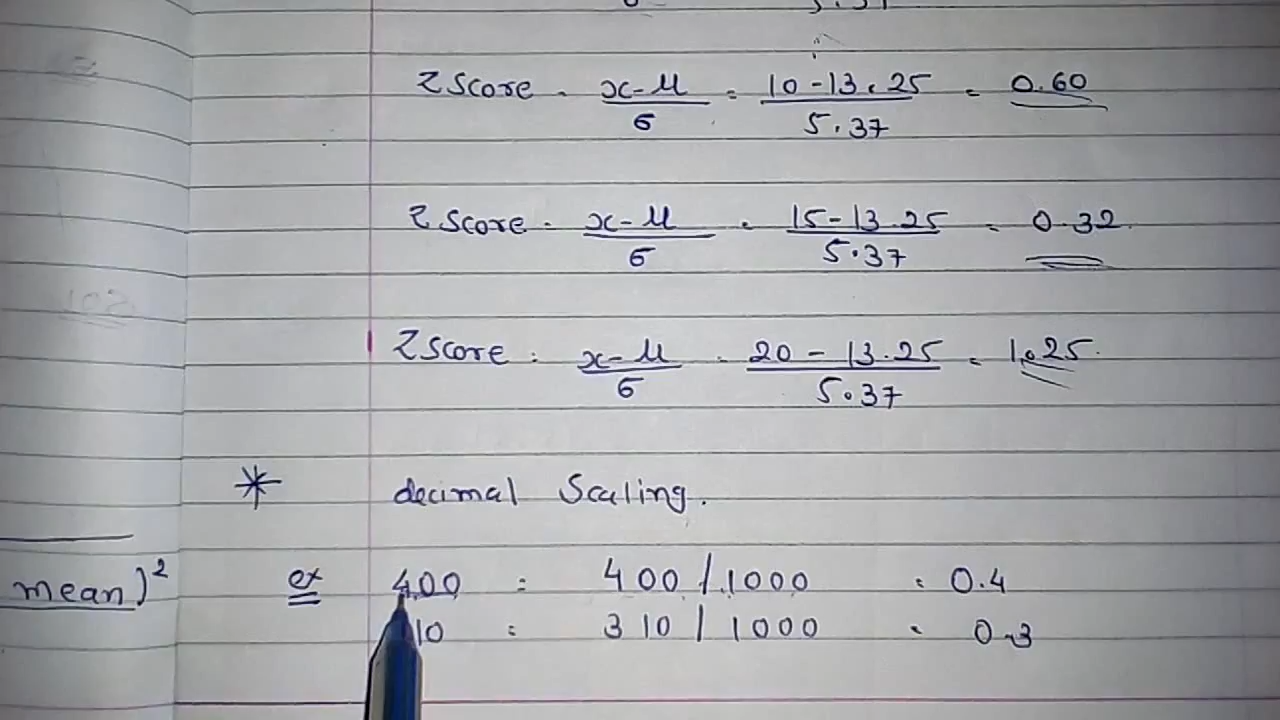 Z Score = x-μ/σ = 10-13.25/5.37 = 0.60
Z Score = x-μ/σ = 15-13.25/5.37 = 0.32
Z Score = x-μ/σ = 20-13.25/5.37 = 1.25.
* decimal Scaling.
mean)² ex 400 = 400/1000 = 0.4
10 = 310/1000 = 0.3